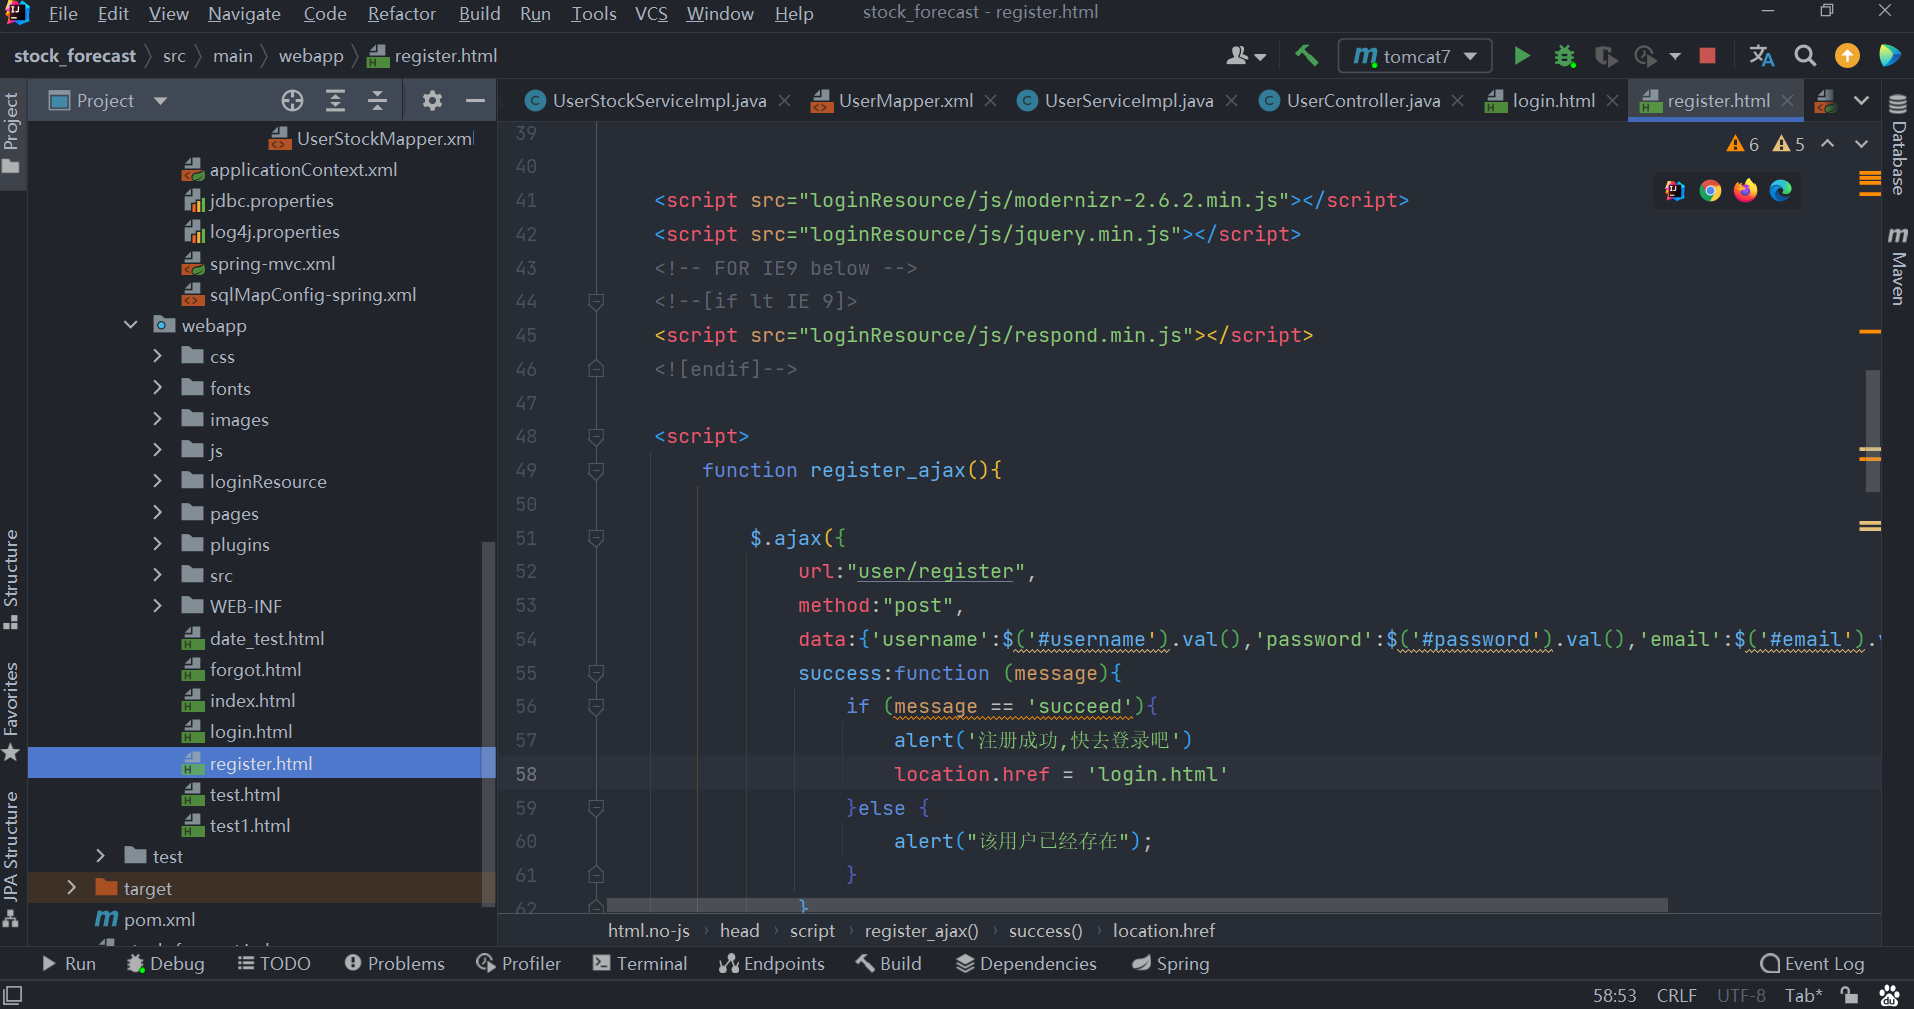 File Edit View Navigate Code Refactor Build Run Tools VCS Window Help stock_forecast - register.html
stock_forecast src main webapp register.html tomcat7
Project
UserStockServiceImpl.java UserMapper.xml UserServiceImpl.java UserController.java login.html register.html
Project
UserStockMapper.xml
applicationContext.xml
jdbc.properties
log4j.properties
spring-mvc.xml
sqlMapConfig-spring.xml
webapp
css
fonts
images
js
loginResource
pages
plugins
src
WEB-INF
date_test.html
forgot.html
index.html
login.html
register.html
test.html
test1.html
test
target
pom.xml
Structure
Favorites
JPA Structure
6 5
39
40
41 <script src="loginResource/js/modernizr-2.6.2.min.js"></script>
42 <script src="loginResource/js/jquery.min.js"></script>
43 <!-- FOR IE9 below -->
44 <!--[if lt IE 9]>
45 <script src="loginResource/js/respond.min.js"></script>
46 <![endif]-->
47
48 <script>
49 function register_ajax(){
50
51 $.ajax({
52 url:"user/register",
53 method:"post",
54 data:{'username':$('#username').val(),'password':$('#password').val(),'email':$('#email').
55 success:function (message){
56 if (message == 'succeed'){
57 alert('注册成功,快去登录吧')
58 location.href = 'login.html'
59 }else {
60 alert("该用户已经存在");
61 }
62 }
Database
Maven
html.no-js head script register_ajax() success() location.href
Run Debug TODO Problems Profiler Terminal Endpoints Build Dependencies Spring Event Log
58:53 CRLF UTF-8 Tab* du